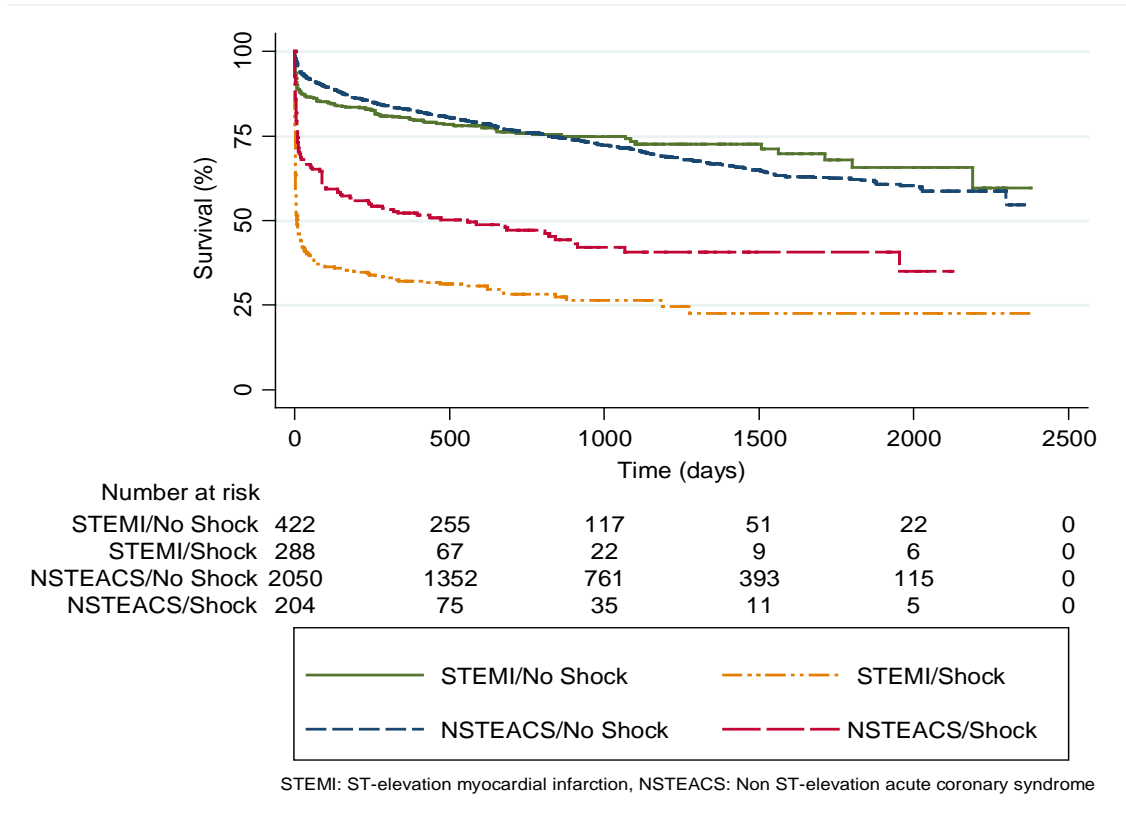 Survival (%)
100
75
50
25
0
0 500 1000 1500 2000 2500
Time (days)
Number at risk
STEMI/No Shock 422 255 117 51 22 0
STEMI/Shock 288 67 22 9 6 0
NSTEACS/No Shock 2050 1352 761 393 115 0
NSTEACS/Shock 204 75 35 11 5 0
STEMI/No Shock STEMI/Shock
NSTEACS/No Shock NSTEACS/Shock
STEMI: ST-elevation myocardial infarction, NSTEACS: Non ST-elevation acute coronary syndrome